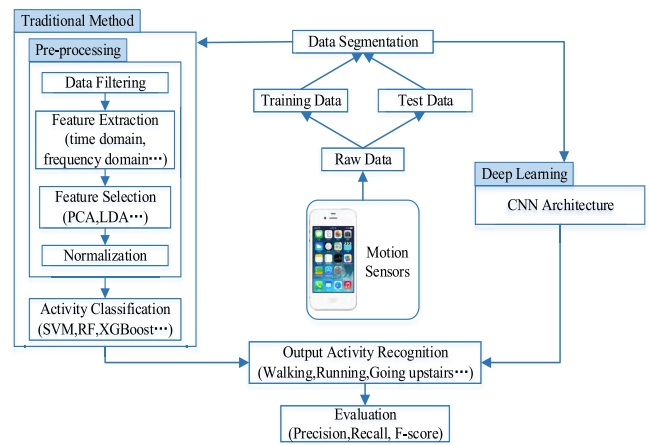 Traditional Method
Pre-processing
Data Filtering
Feature Extraction
(time domain,
frequency domain⋯)
Feature Selection
(PCA,LDA⋯)
Normalization
Activity Classification
(SVM,RF,XGBoost⋯)
Data Segmentation
Training Data
Test Data
Raw Data
Motion
Sensors
Deep Learning
CNN Architecture
Output Activity Recognition
(Walking,Running,Going upstairs⋯)
Evaluation
(Precision,Recall, F-score)